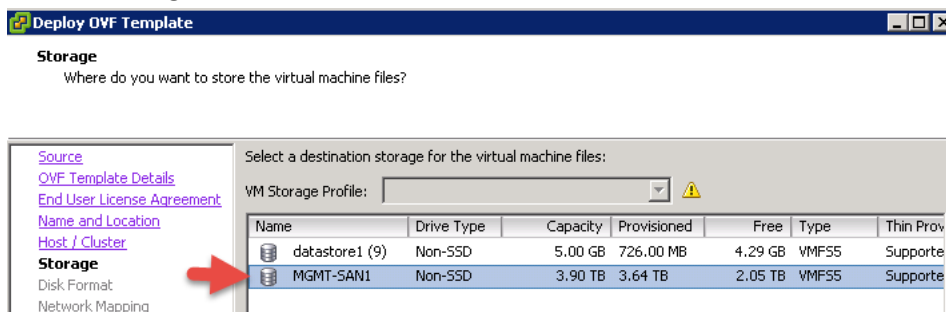 Deploy OVF Template
Storage
Where do you want to store the virtual machine files?
Source
OVF Template Details
End User License Agreement
Name and Location
Host / Cluster
Storage
Disk Format
Network Mapping
Select a destination storage for the virtual machine files:
VM Storage Profile:
Name Drive Type Capacity Provisioned Free Type Thin Prov
datastore1 (9) Non-SSD 5.00 GB 726.00 MB 4.29 GB VMFS5 Supporte
MGMT-SAN1 Non-SSD 3.90 TB 3.64 TB 2.05 TB VMFS5 Supporte